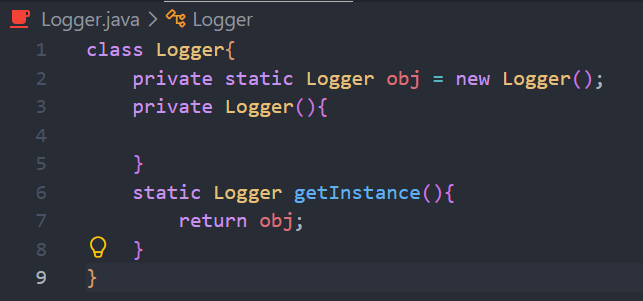 Logger.java > Logger
1 class Logger{
2     private static Logger obj = new Logger();
3     private Logger(){
4
5     }
6     static Logger getInstance(){
7         return obj;
8     }
9 }